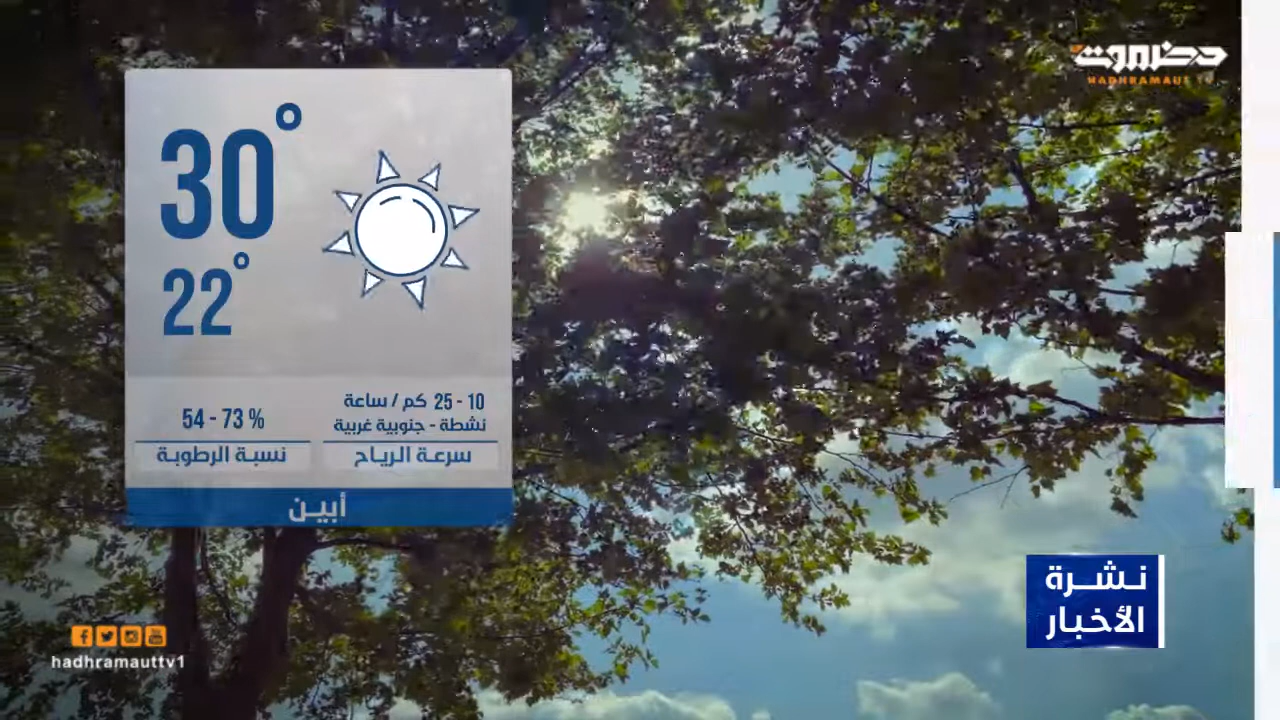 حضرموت
HADHRAMAUT TV
30°
22°
10 - 25 كم / ساعة
نشطة - جنوبية غربية
سرعة الرياح
54 - 73 %
نسبة الرطوبة
أبين
نشرة
الأخبار
hadhramauttv1